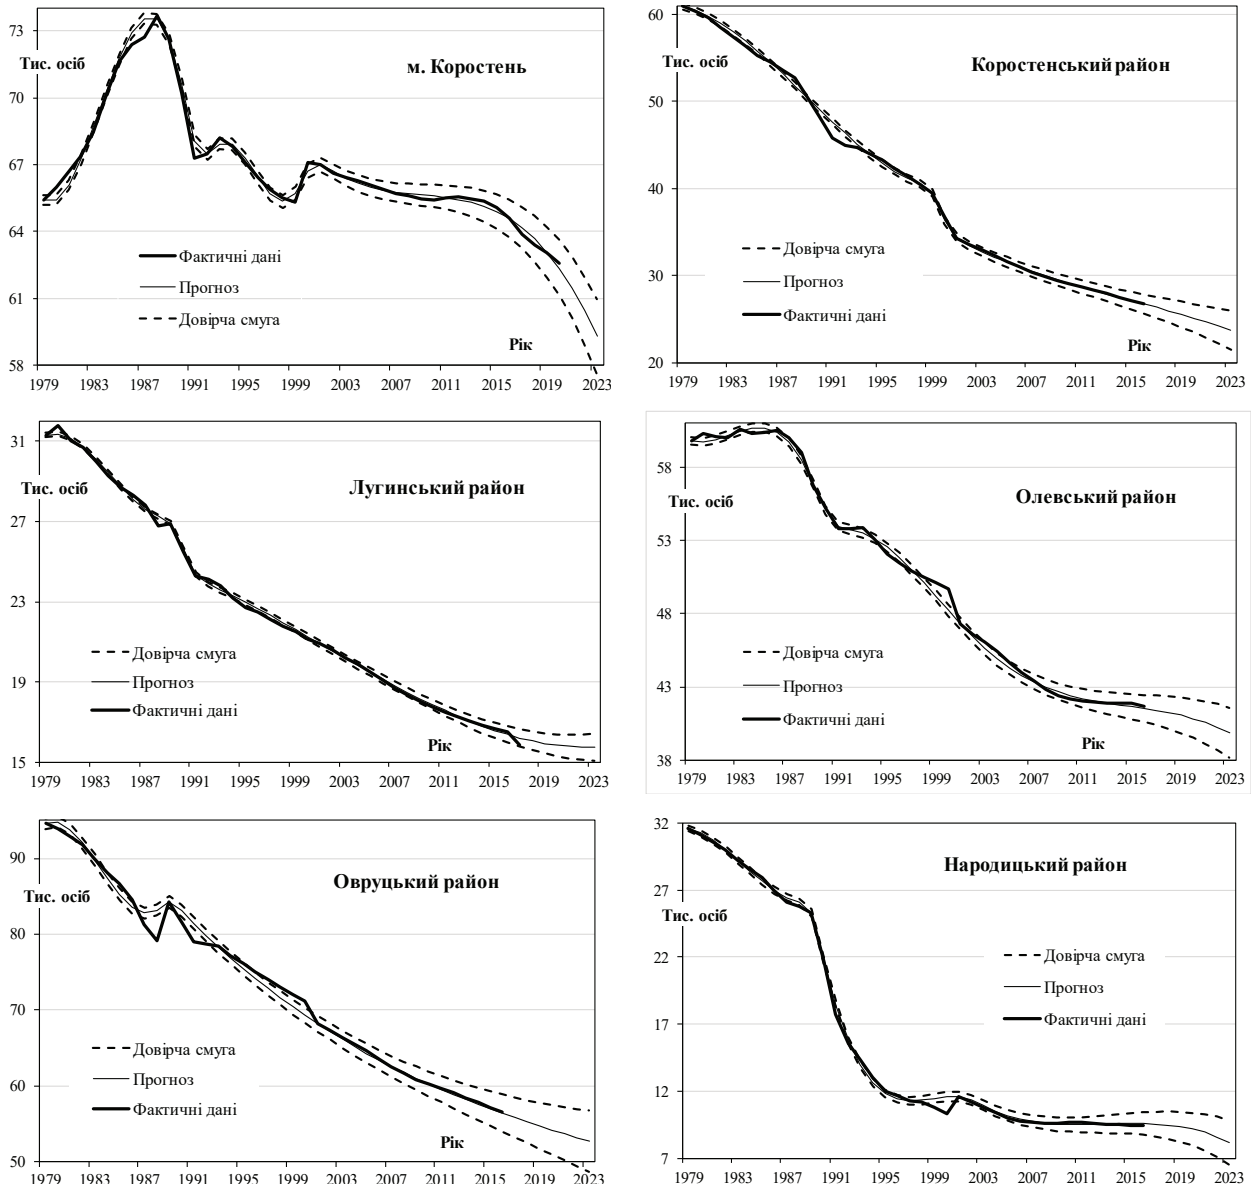 73
Тис. осіб
м. Коростень
70
67
64
Фактичні дані
Прогноз
61
Довірча смуга
Рік
58
1979 1983 1987 1991 1995 1999 2003 2007 2011 2015 2019 2023
60
Тис. осіб
Коростенський район
50
40
Довірча смуга
30
Прогноз
Фактичні дані
Рік
20
1979 1983 1987 1991 1995 1999 2003 2007 2011 2015 2019 2023
31
Тис. осіб
Лугинський район
27
23
Довірча смуга
19
Прогноз
Фактичні дані
Рік
15
1979 1983 1987 1991 1995 1999 2003 2007 2011 2015 2019 2023
58
Тис. осіб
Олевський район
53
48
Довірча смуга
43
Прогноз
Фактичні дані
Рік
38
1979 1983 1987 1991 1995 1999 2003 2007 2011 2015 2019 2023
90
Тис. осіб
Овруцький район
80
70
Довірча смуга
Прогноз
60
Фактичні дані
Рік
50
1979 1983 1987 1991 1995 1999 2003 2007 2011 2015 2019 2023
32
Народицький район
27
Тис. осіб
22
Довірча смуга
Прогноз
17
Фактичні дані
12
7
1979 1983 1987 1991 1995 1999 2003 2007 2011 2015 2019 2023